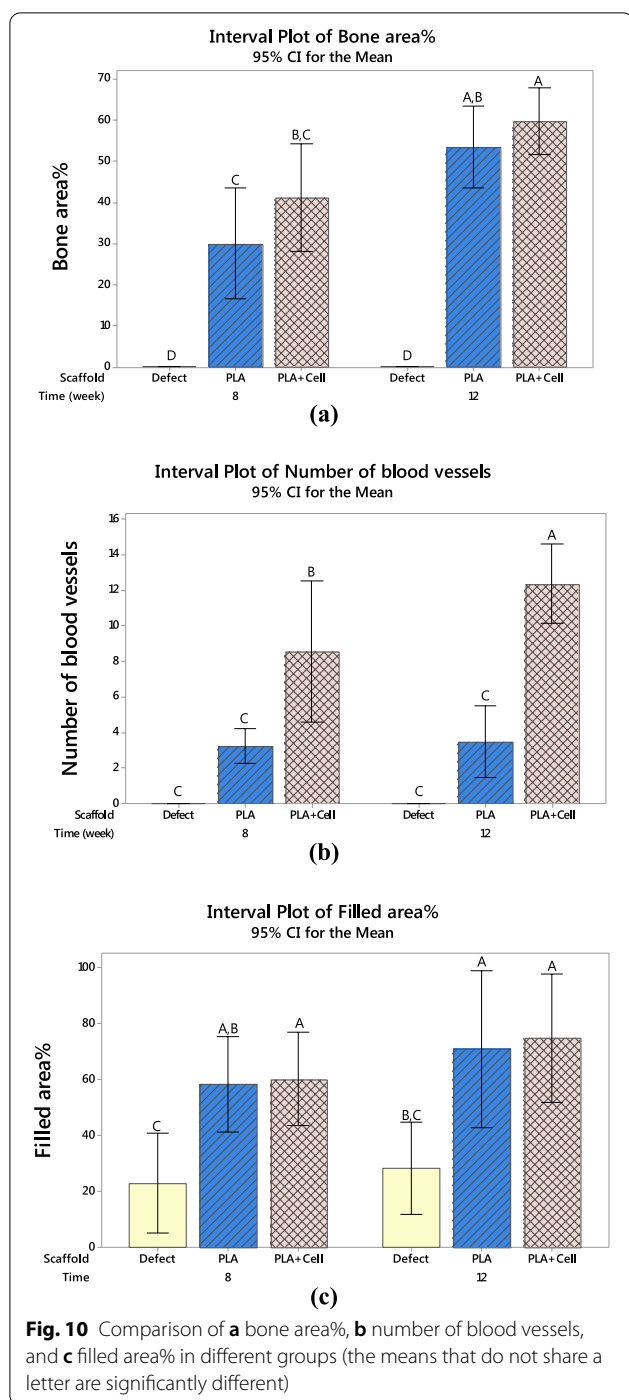 Interval Plot of Bone area%
95% CI for the Mean
Bone area%
70
60
50
40
30
20
10
0
D
C
B,C
D
A,B
A
Scaffold Defect PLA PLA+Cell Defect PLA PLA+Cell
Time (week) 8 12
(a)
Interval Plot of Number of blood vessels
95% CI for the Mean
Number of blood vessels
16
14
12
10
8
6
4
2
0
C
C
B
C
C
A
Scaffold Defect PLA PLA+Cell Defect PLA PLA+Cell
Time (week) 8 12
(b)
Interval Plot of Filled area%
95% CI for the Mean
Filled area%
100
80
60
40
20
0
C
A,B
A
B,C
A
A
Scaffold Defect PLA PLA+Cell Defect PLA PLA+Cell
Time 8 12
(c)
Fig. 10 Comparison of a bone area%, b number of blood vessels,
and c filled area% in different groups (the means that do not share a
letter are significantly different)